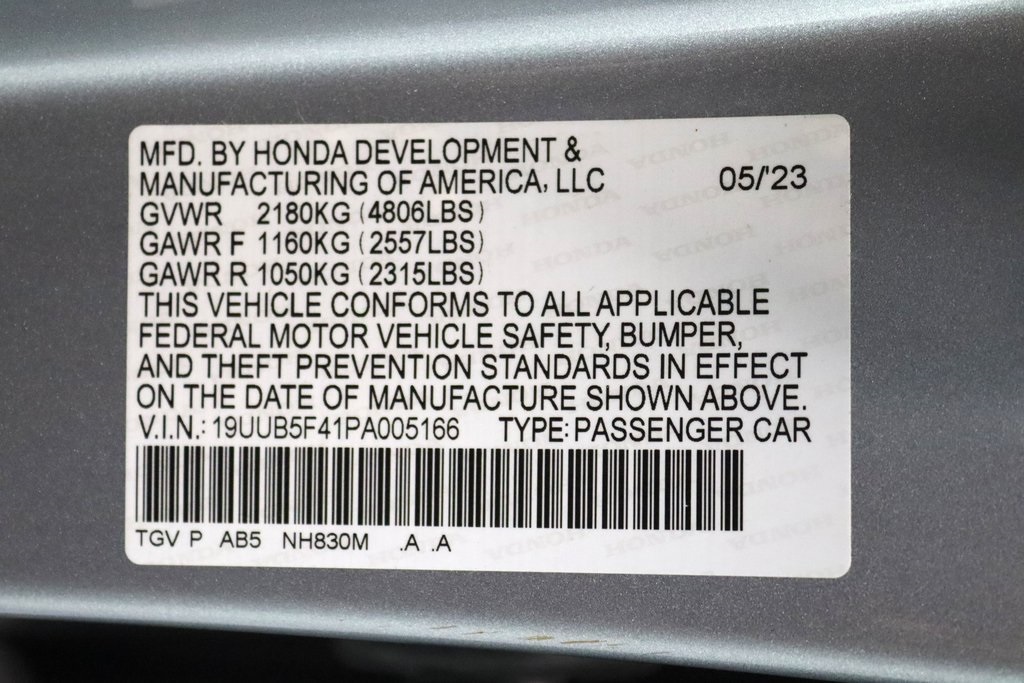 MFD. BY HONDA DEVELOPMENT &
MANUFACTURING OF AMERICA, LLC 05/'23
GVWR 2180KG (4806LBS)
GAWR F 1160KG (2557LBS)
GAWR R 1050KG (2315LBS)
THIS VEHICLE CONFORMS TO ALL APPLICABLE
FEDERAL MOTOR VEHICLE SAFETY, BUMPER,
AND THEFT PREVENTION STANDARDS IN EFFECT
ON THE DATE OF MANUFACTURE SHOWN ABOVE.
V.I.N.: 19UUB5F41PA005166 TYPE: PASSENGER CAR
TGV P AB5 NH830M .A .A